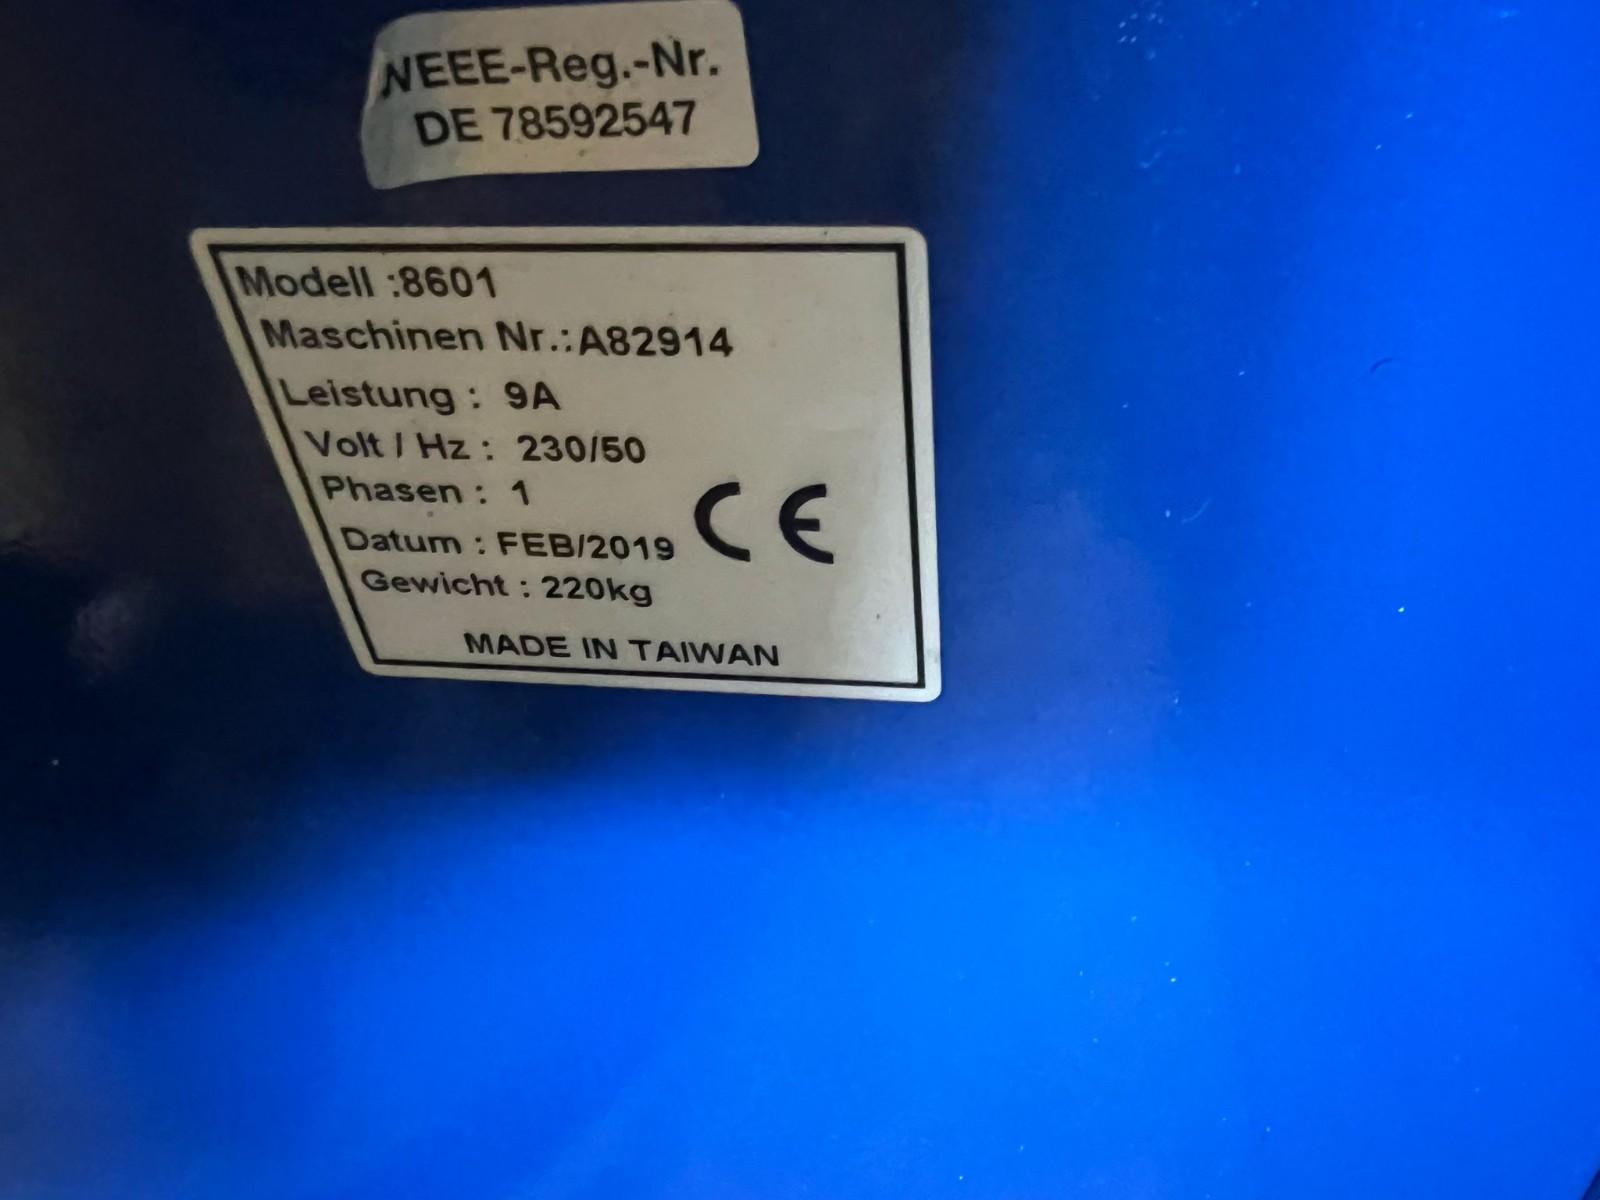 WEEE-Reg.-Nr.
DE 78592547
Modell :8601
Maschinen Nr.:A82914
Leistung : 9A
Volt / Hz : 230/50
Phasen : 1
Datum : FEB/2019
CE
Gewicht : 220kg
MADE IN TAIWAN